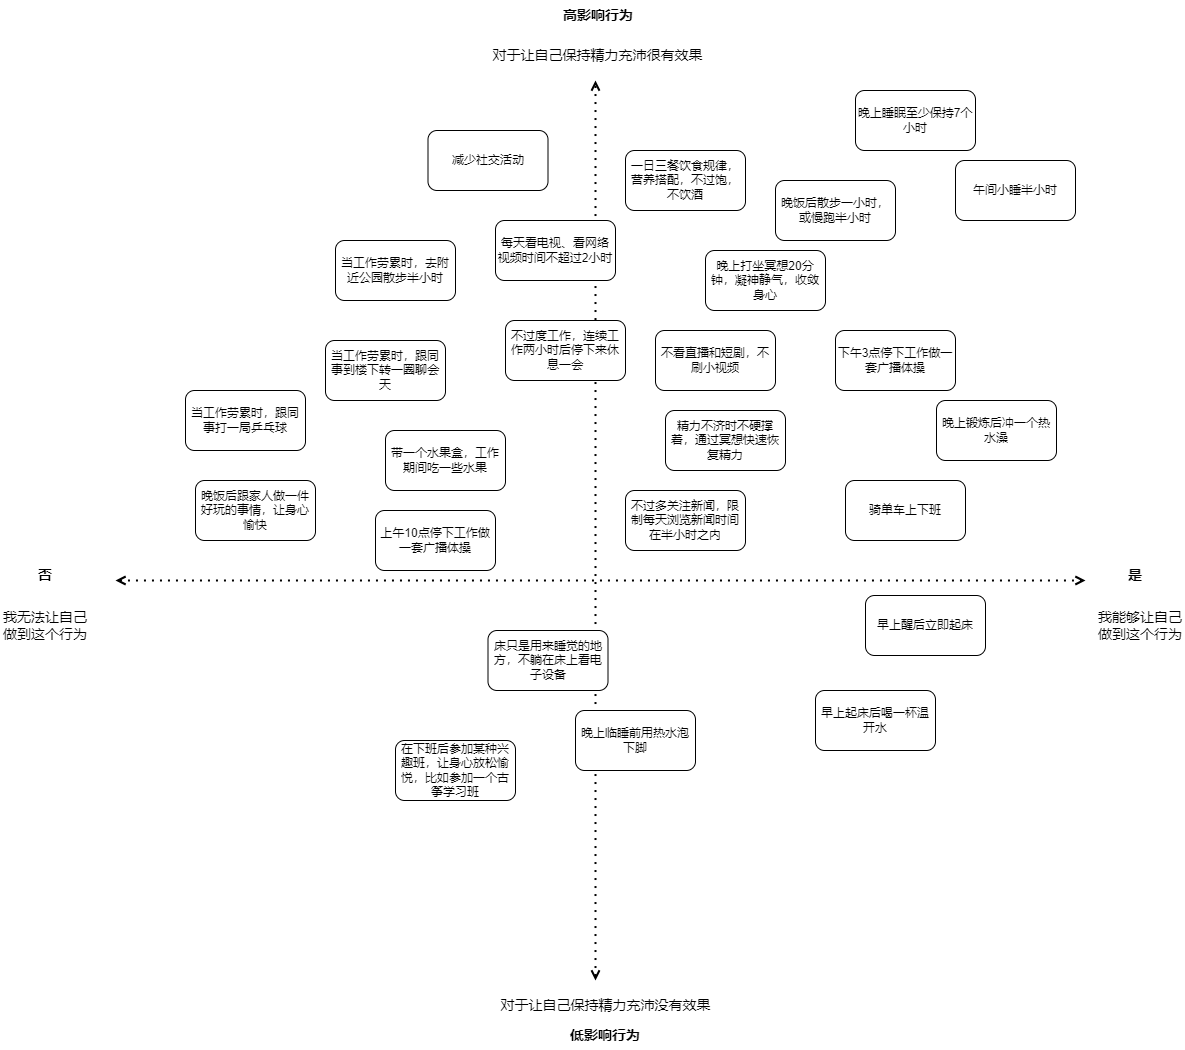 高影响行为
对于让自己保持精力充沛很有效果
晚上睡眠至少保持7个
小时
减少社交活动
一日三餐饮食规律，
营养搭配，不过饱，
不饮酒
午间小睡半小时
晚饭后散步一小时，
或慢跑半小时
每天看电视、看网络
视频时间不超过2小时
当工作劳累时，去附
近公园散步半小时
晚上打坐冥想20分
钟，凝神静气，收敛
身心
不过度工作，连续工
作两小时后停下来休
息一会
不看直播和短剧，不
刷小视频
下午3点停下工作做一
套广播体操
当工作劳累时，跟同
事到楼下转一圈聊会
天
当工作劳累时，跟同
事打一局乒乓球
精力不济时不硬撑
着，通过冥想快速恢
复精力
晚上锻炼后冲一个热
水澡
带一个水果盒，工作
期间吃一些水果
晚饭后跟家人做一件
好玩的事情，让身心
愉快
不过多关注新闻，限
制每天浏览新闻时间
在半小时之内
骑单车上下班
上午10点停下工作做
一套广播体操
否
我无法让自己
做到这个行为
是
我能够让自己
做到这个行为
早上醒后立即起床
床只是用来睡觉的地
方，不躺在床上看电
子设备
早上起床后喝一杯温
开水
晚上临睡前用热水泡
下脚
在下班后参加某种兴
趣班，让身心放松愉
悦，比如参加一个古
筝学习班
对于让自己保持精力充沛没有效果
低影响行为